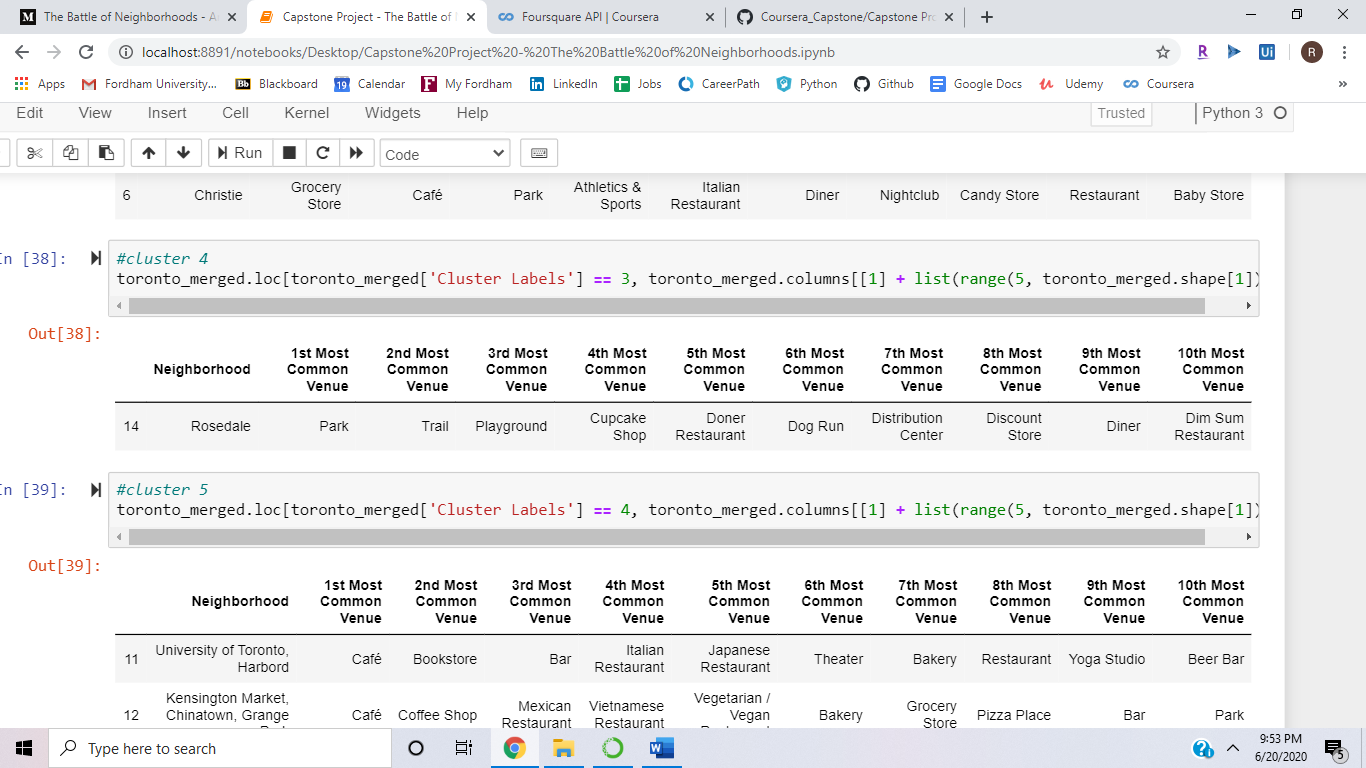 The Battle of Neighborhoods - A
Capstone Project - The Battle of
Foursquare API | Coursera
Coursera_Capstone/Capstone Pro
localhost:8891/notebooks/Desktop/Capstone%20Project%20-%20The%20Battle%20of%20Neighborhoods.ipynb
R
Ui
R
Apps
Fordham University...
Bb Blackboard
19 Calendar
My Fordham
LinkedIn
Jobs
CareerPath
Python
Github
Google Docs
Udemy
Coursera
»
Edit View Insert Cell Kernel Widgets Help
Trusted
Python 3
Run
Code
6 Christie Grocery Store Café Park Athletics & Sports Italian Restaurant Diner Nightclub Candy Store Restaurant Baby Store
n [38]:
#cluster 4
toronto_merged.loc[toronto_merged['Cluster Labels'] == 3, toronto_merged.columns[[1] + list(range(5, toronto_merged.shape[1])
Out[38]:
Neighborhood 1st Most Common Venue 2nd Most Common Venue 3rd Most Common Venue 4th Most Common Venue 5th Most Common Venue 6th Most Common Venue 7th Most Common Venue 8th Most Common Venue 9th Most Common Venue 10th Most Common Venue
14 Rosedale Park Trail Playground Cupcake Shop Doner Restaurant Dog Run Distribution Center Discount Store Diner Dim Sum Restaurant
n [39]:
#cluster 5
toronto_merged.loc[toronto_merged['Cluster Labels'] == 4, toronto_merged.columns[[1] + list(range(5, toronto_merged.shape[1])
Out[39]:
Neighborhood 1st Most Common Venue 2nd Most Common Venue 3rd Most Common Venue 4th Most Common Venue 5th Most Common Venue 6th Most Common Venue 7th Most Common Venue 8th Most Common Venue 9th Most Common Venue 10th Most Common Venue
11 University of Toronto, Harbord Café Bookstore Bar Italian Restaurant Japanese Restaurant Theater Bakery Restaurant Yoga Studio Beer Bar
12 Kensington Market, Chinatown, Grange Café Coffee Shop Mexican Restaurant Vietnamese Restaurant Vegetarian / Vegan Bakery Grocery Store Pizza Place Bar Park
Type here to search
9:53 PM
6/20/2020
5